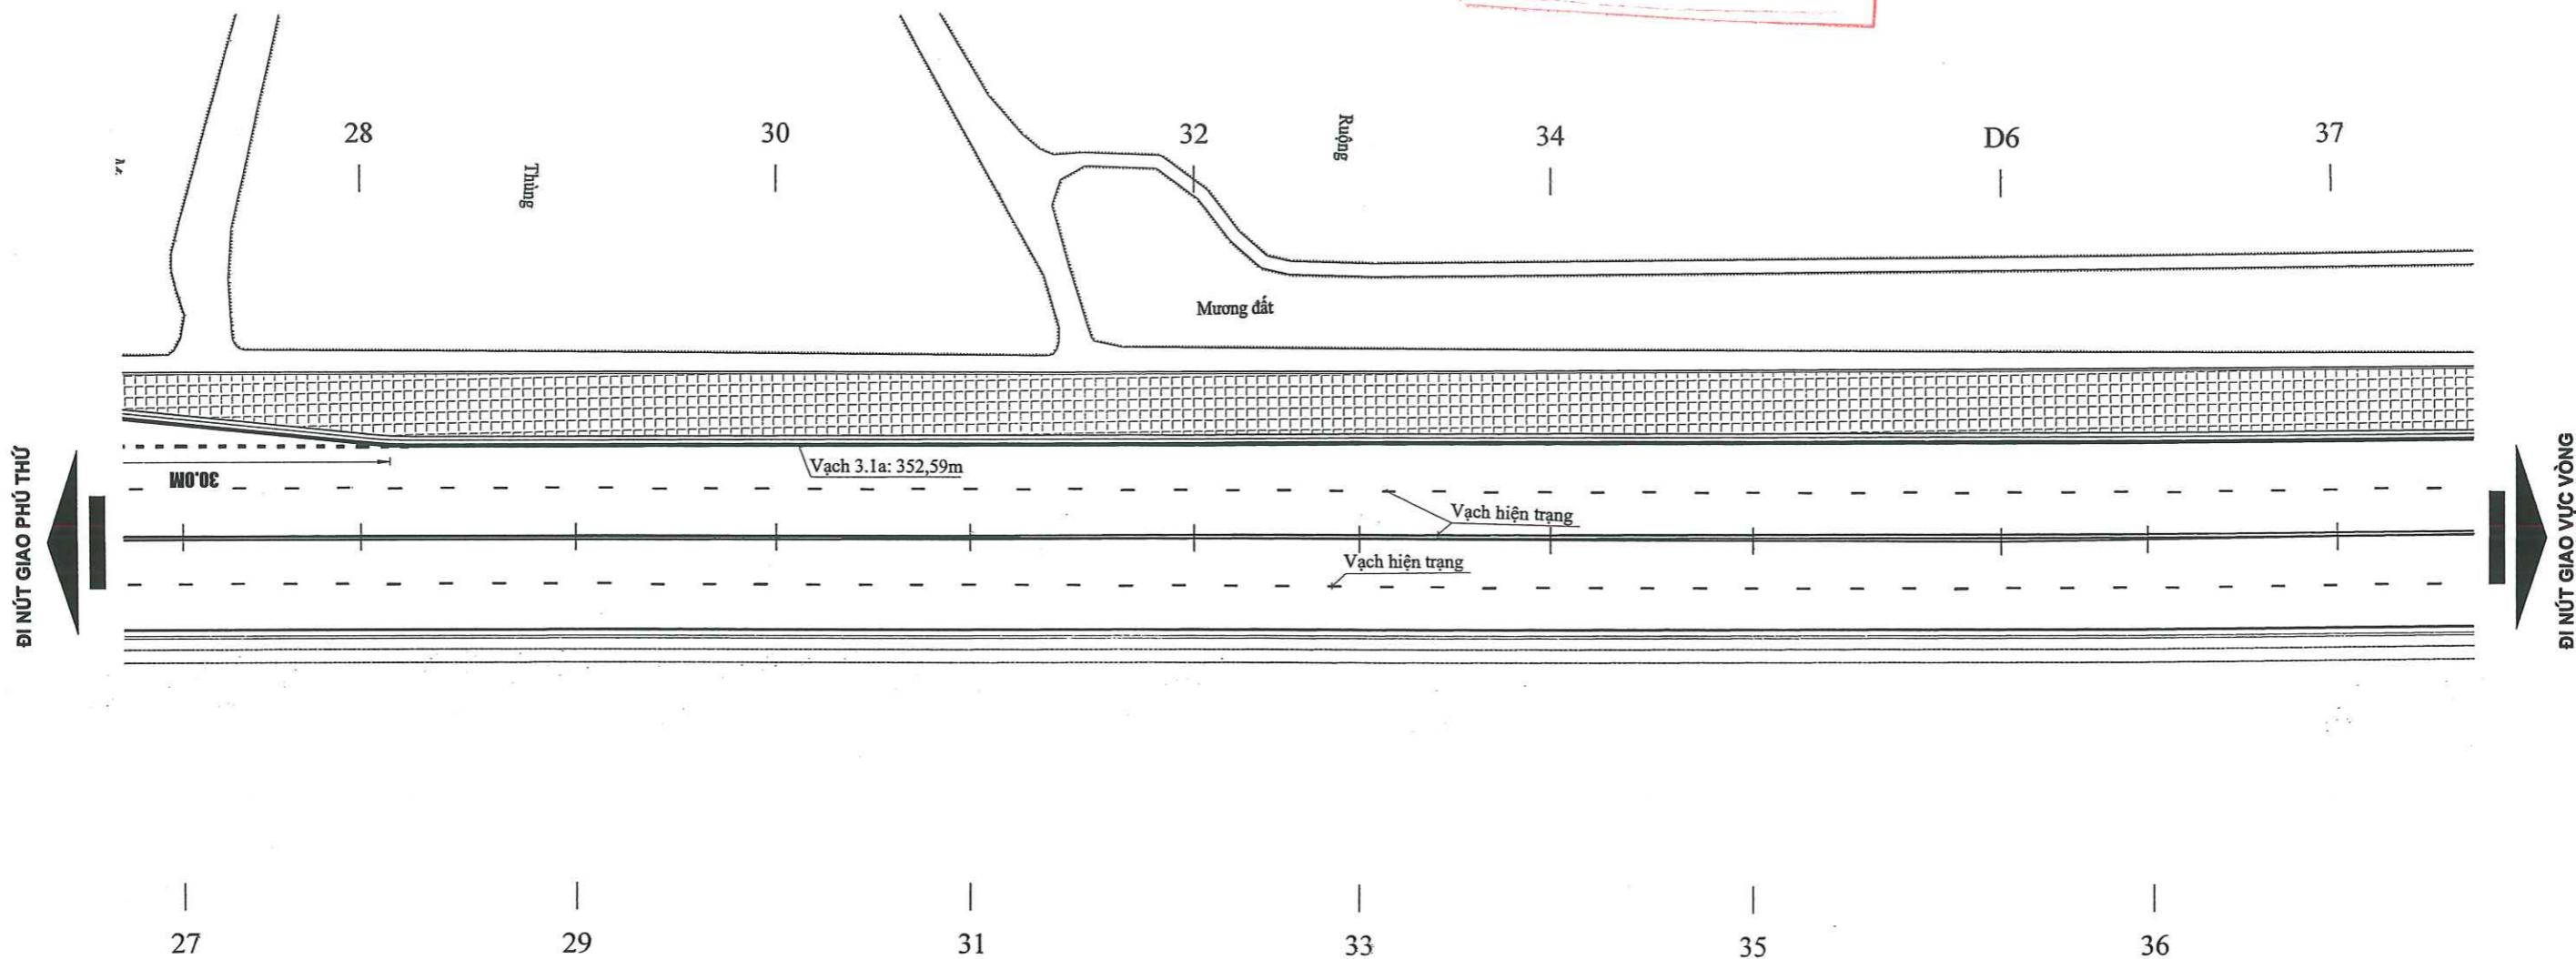 28
30
32
34
D6
37
Thùng
Ruộng
Mương đất
ĐI NÚT GIAO PHÚ THỨ
30.0M
Vạch 3.1a: 352,59m
Vạch hiện trạng
Vạch hiện trạng
ĐI NÚT GIAO VỰC VÒNG
27
29
31
33
35
36